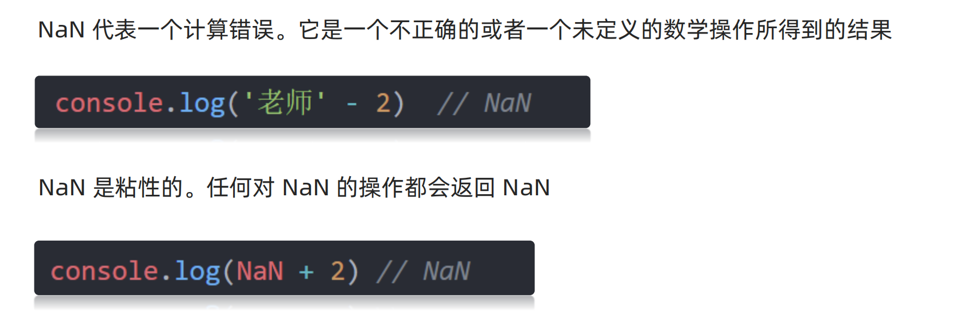 NaN 代表一个计算错误。它是一个不正确的或者一个未定义的数学操作所得到的结果
console.log('老师' - 2)  // NaN
NaN 是粘性的。任何对 NaN 的操作都会返回 NaN
console.log(NaN + 2) // NaN